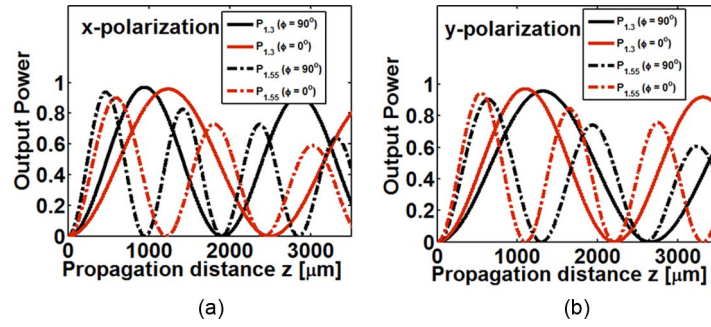 x-polarization
P1.3 (ϕ = 90°)
P1.3 (ϕ = 0°)
P1.55 (ϕ = 90°)
P1.55 (ϕ = 0°)
Output Power
1
0.8
0.6
0.4
0.2
0
0 1000 2000 3000
Propagation distance z [μm]
(a)
y-polarization
P1.3 (ϕ = 90°)
P1.3 (ϕ = 0°)
P1.55 (ϕ = 90°)
P1.55 (ϕ = 0°)
Output Power
1
0.8
0.6
0.4
0.2
0
0 1000 2000 3000
Propagation distance z [μm]
(b)